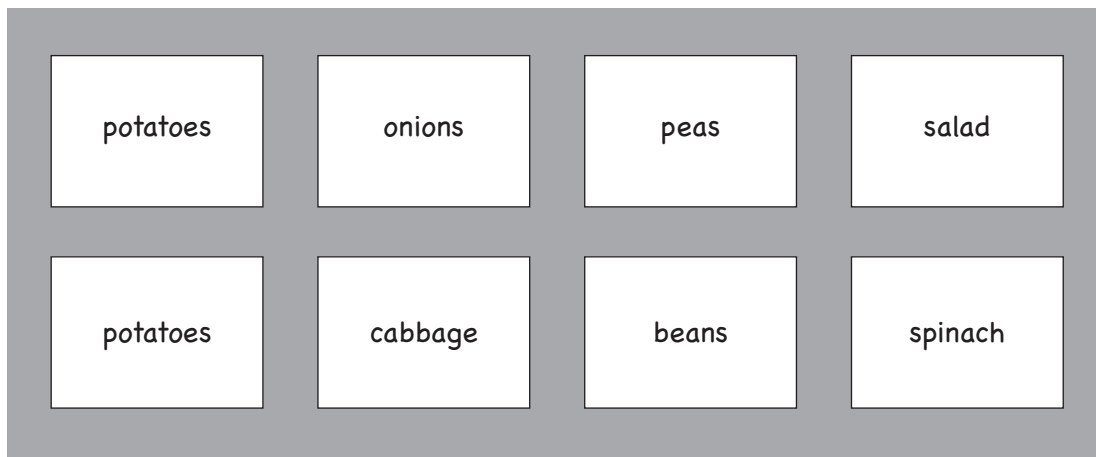 potatoes onions peas salad
potatoes cabbage beans spinach